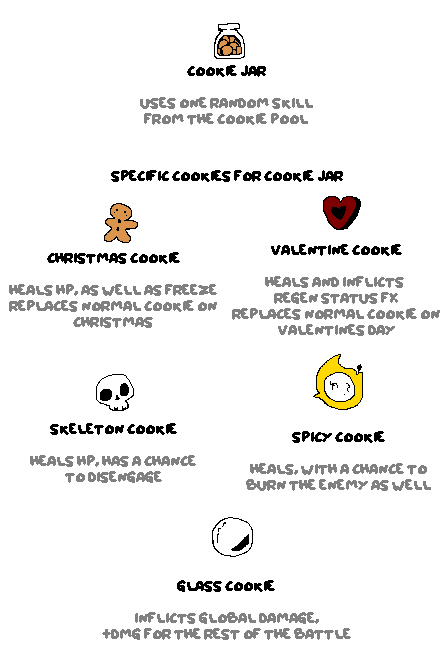 COOKIE JAR
USES ONE RANDOM SKILL
FROM THE COOKIE POOL
SPECIFIC COOKIES FOR COOKIE JAR
CHRISTMAS COOKIE
HEALS HP, AS WELL AS FREEZE
REPLACES NORMAL COOKIE ON
CHRISTMAS
VALENTINE COOKIE
HEALS AND INFLICTS
REGEN STATUS FX
REPLACES NORMAL COOKIE ON
VALENTINES DAY
SKELETON COOKIE
HEALS HP, HAS A CHANCE
TO DISENGAGE
SPICY COOKIE
HEALS, WITH A CHANCE TO
BURN THE ENEMY AS WELL
GLASS COOKIE
INFLICTS GLOBAL DAMAGE,
+DMG FOR THE REST OF THE BATTLE